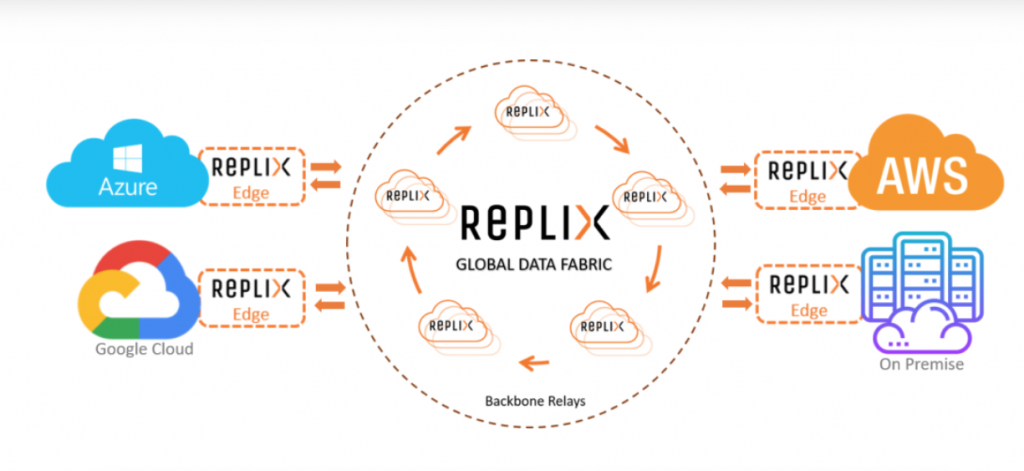 REPLIX
REPLIX
Edge
Azure
REPLIX
Edge
AWS
REPLIX
REPLIX
REPLIX
GLOBAL DATA FABRIC
REPLIX
Edge
Google Cloud
REPLIX
Edge
On Premise
REPLIX
REPLIX
Backbone Relays